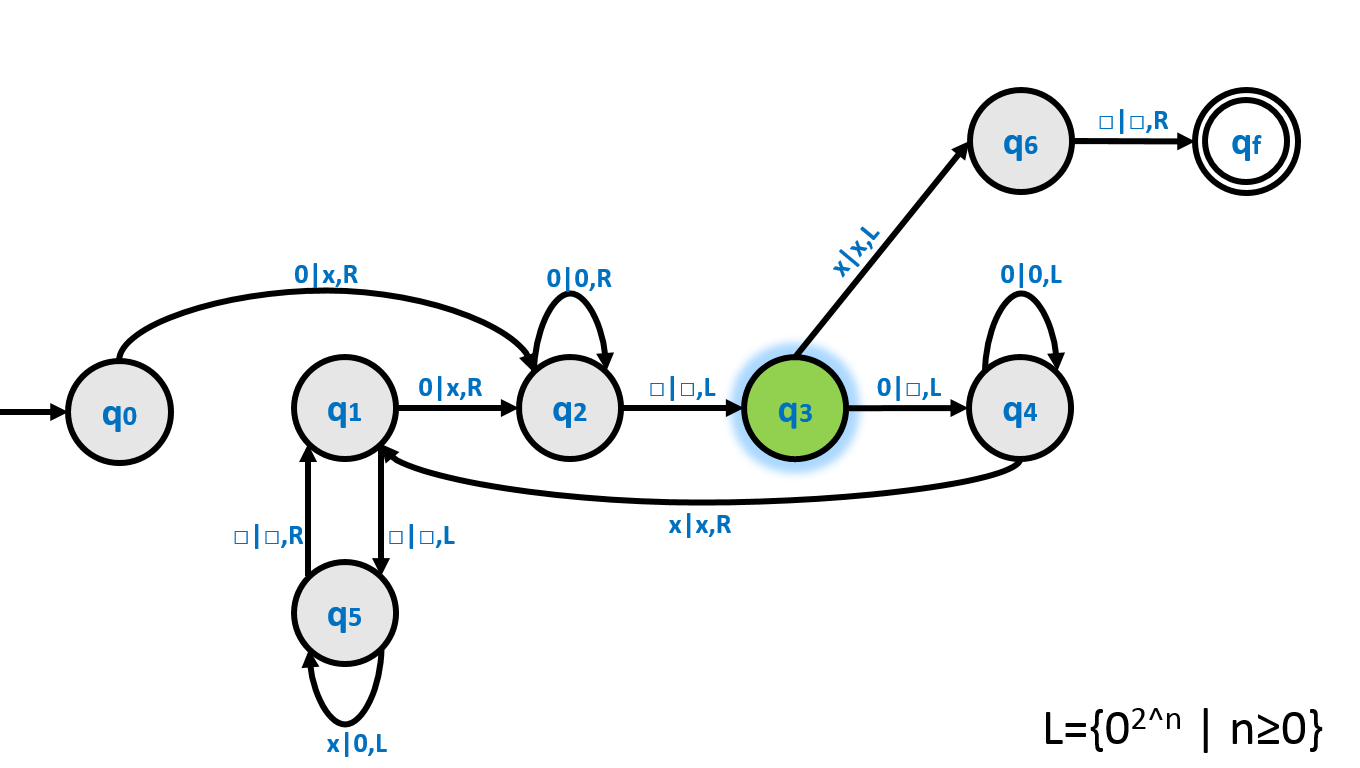 □|□,R
q6
qf
x|x,L
0|x,R
0|0,R
0|0,L
0|x,R
□|□,L
0|□,L
q0
q1
q2
q3
q4
x|x,R
□|□,R
□|□,L
q5
x|0,L
L={0^{2^n} | n≥0}